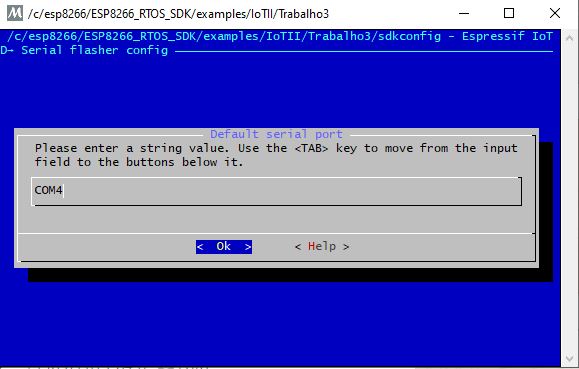 /c/esp8266/ESP8266_RTOS_SDK/examples/IoTII/Trabalho3
/c/esp8266/ESP8266_RTOS_SDK/examples/IoTII/Trabalho3/sdkconfig - Espressif IoT
D→ Serial flasher config
Default serial port
Please enter a string value. Use the <TAB> key to move from the input
field to the buttons below it.
COM4
< Ok > < Help >